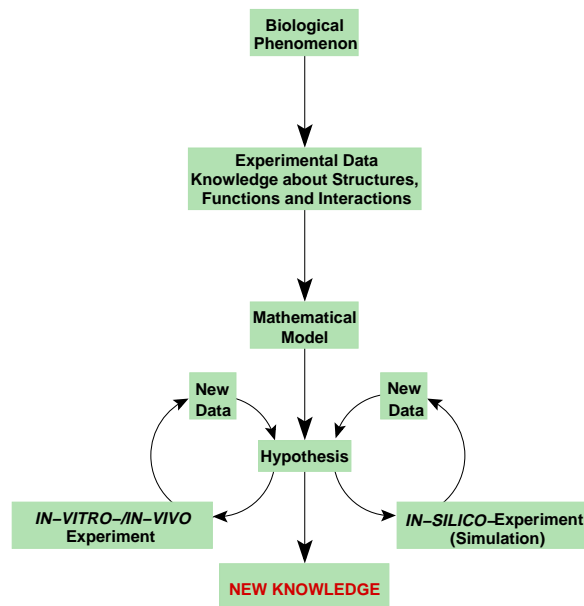 Biological
Phenomenon
Experimental Data
Knowledge about Structures,
Functions and Interactions
Mathematical
Model
New
Data
New
Data
Hypothesis
IN−VITRO−/IN−VIVO
Experiment
IN−SILICO−Experiment
(Simulation)
NEW KNOWLEDGE